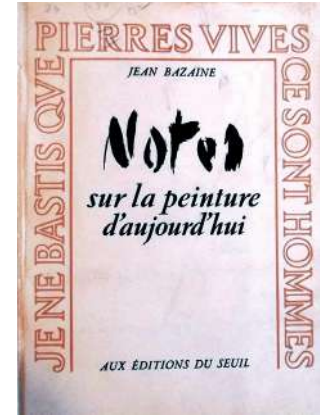 JE NE BASTIS QVE
PIERRES VIVES
CE SONT HOMMES
JEAN BAZAINE
Notes
sur la peinture
d'aujourd'hui
AUX ÉDITIONS DU SEUIL